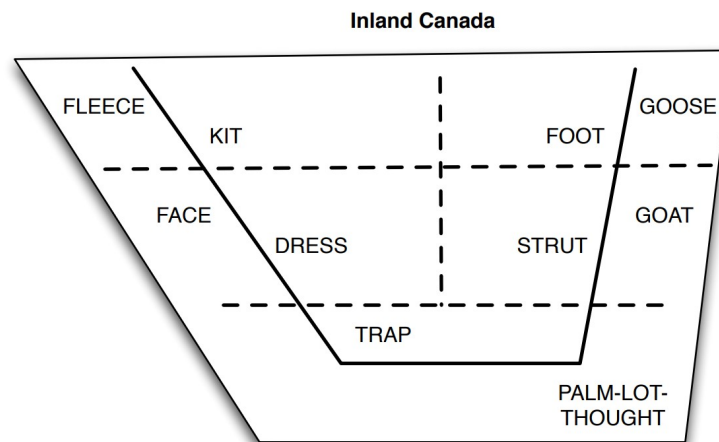 Inland Canada
FLEECE
GOOSE
KIT
FOOT
FACE
GOAT
DRESS
STRUT
TRAP
PALM-LOT-
THOUGHT